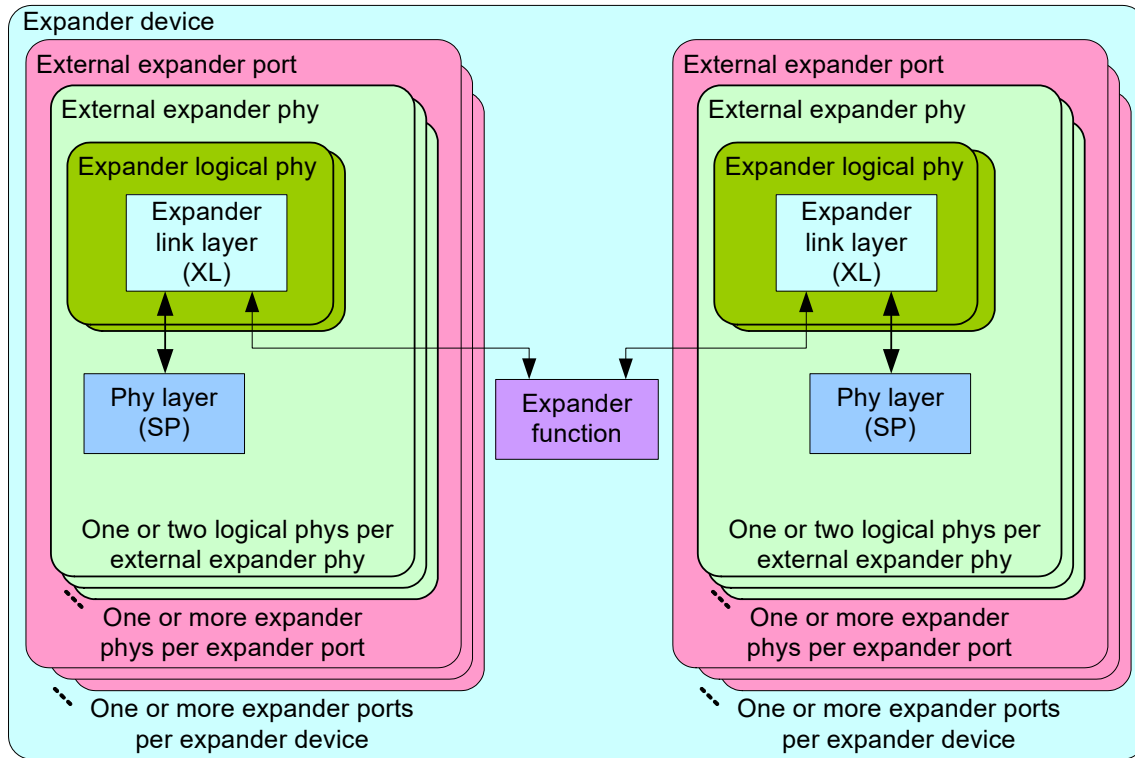 Expander device
External expander port
External expander phy
Expander logical phy
Expander
link layer
(XL)
Phy layer
(SP)
One or two logical phys per
external expander phy
One or more expander
phys per expander port
One or more expander ports
per expander device
Expander
function
External expander port
External expander phy
Expander logical phy
Expander
link layer
(XL)
Phy layer
(SP)
One or two logical phys per
external expander phy
One or more expander
phys per expander port
One or more expander ports
per expander device